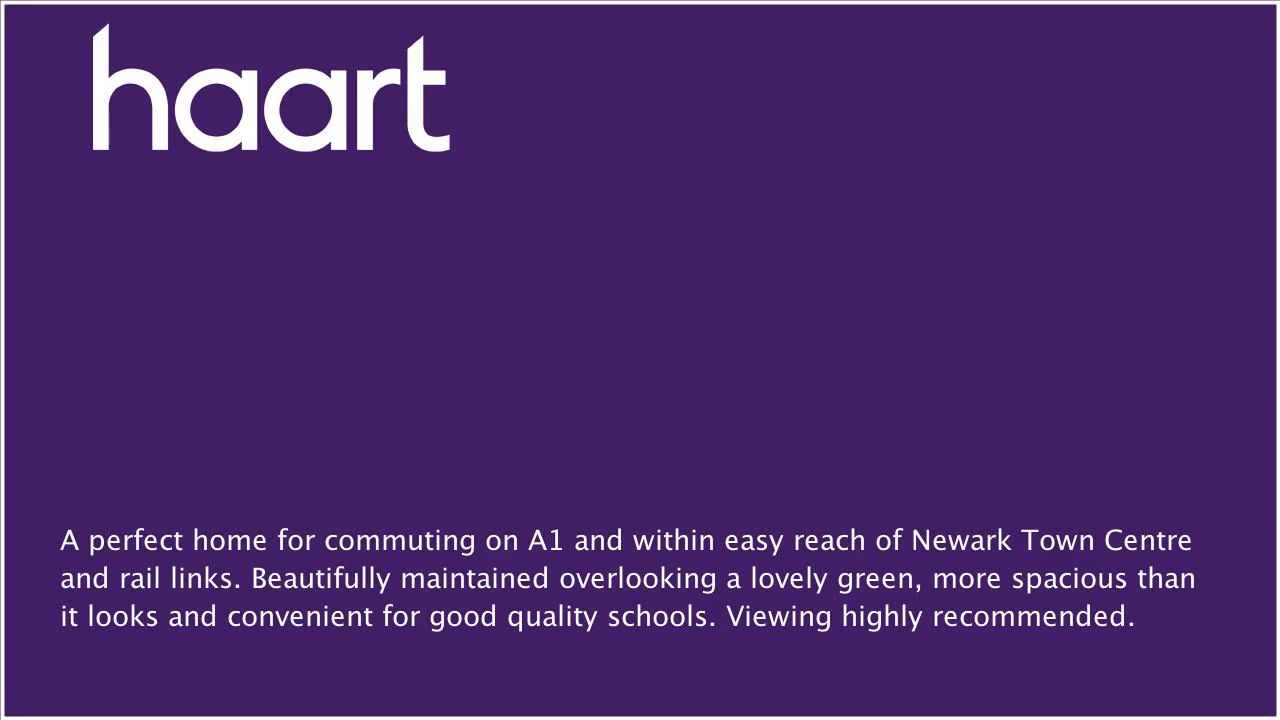 haart
A perfect home for commuting on A1 and within easy reach of Newark Town Centre
and rail links. Beautifully maintained overlooking a lovely green, more spacious than
it looks and convenient for good quality schools. Viewing highly recommended.